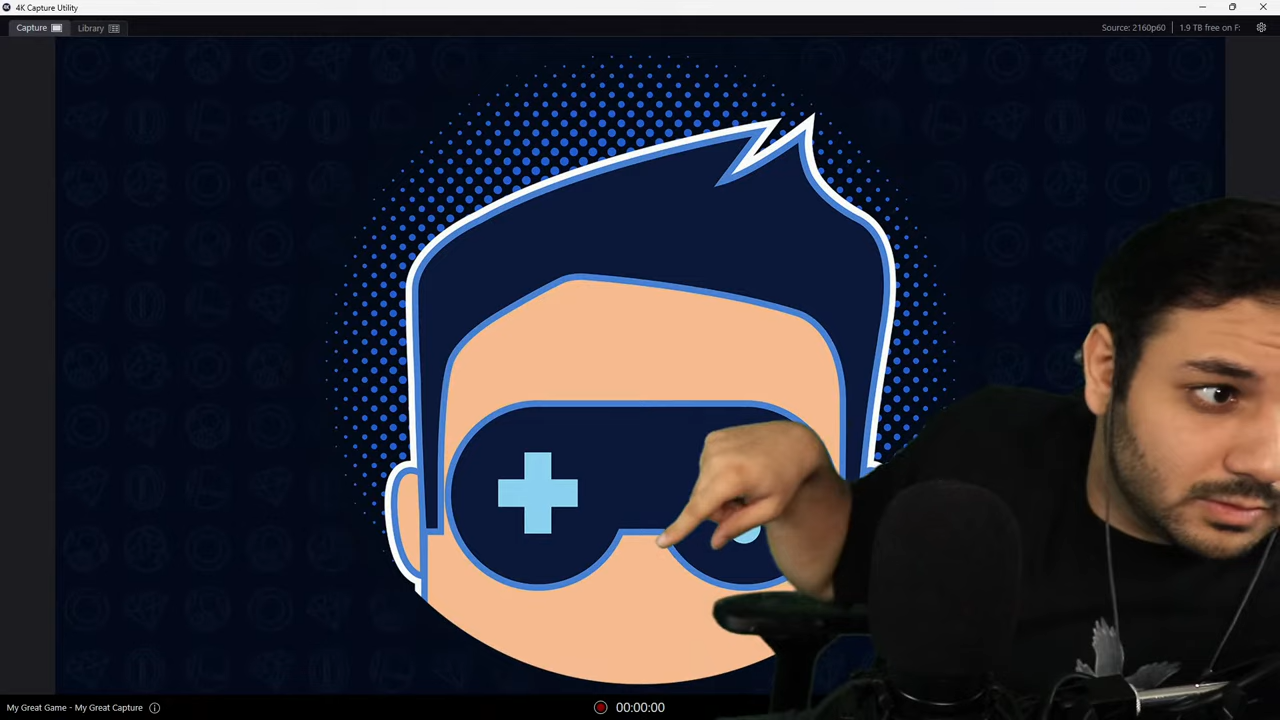 4K Capture Utility
Capture
Library
Source: 2160p60
1.9 TB free on F:
My Great Game - My Great Capture
00:00:00